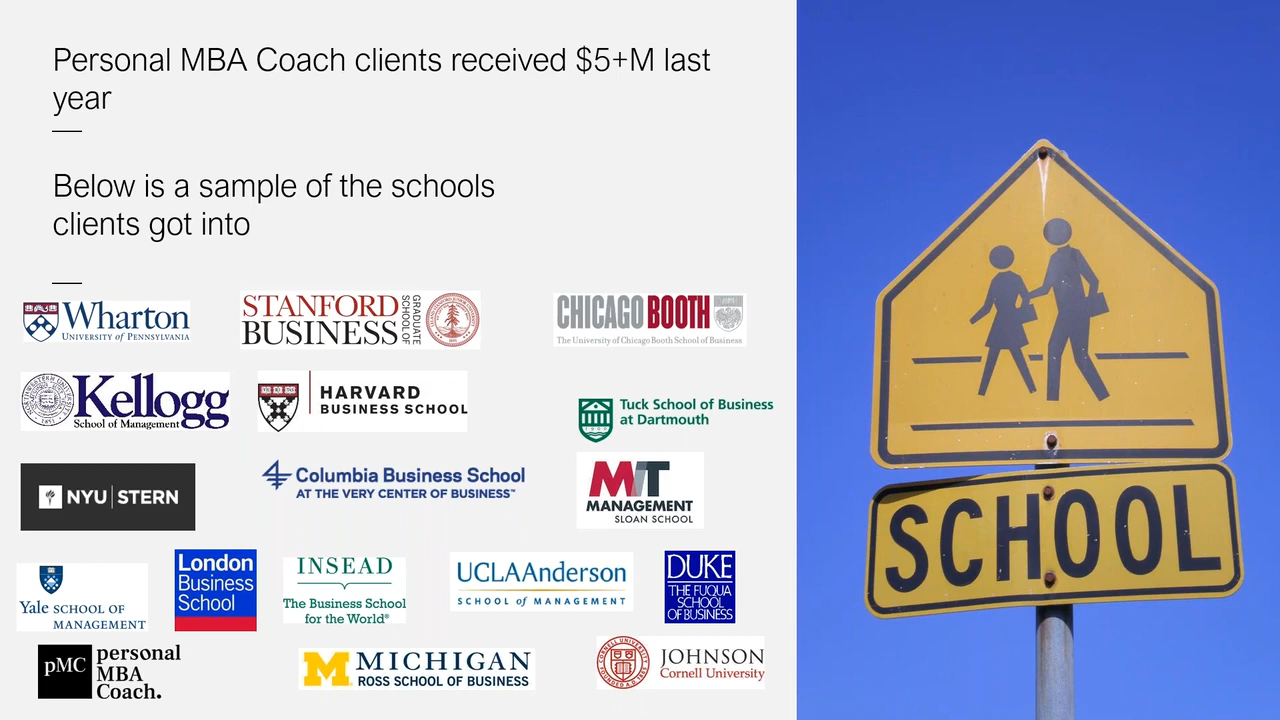 Personal MBA Coach clients received $5+M last
year
Below is a sample of the schools
clients got into
Wharton
UNIVERSITY of PENNSYLVANIA
STANFORD
BUSINESS
GRADUATE
SCHOOL OF
CHICAGO BOOTH
The University of Chicago Booth School of Business
Kellogg
School of Management
HARVARD
BUSINESS SCHOOL
Tuck School of Business
at Dartmouth
NYU STERN
Columbia Business School
AT THE VERY CENTER OF BUSINESS™
MIT
MANAGEMENT
SLOAN SCHOOL
Yale SCHOOL OF
MANAGEMENT
London
Business
School
INSEAD
The Business School
for the World®
UCLAAnderson
SCHOOL of MANAGEMENT
DUKE
THE FUQUA
SCHOOL
OF BUSINESS
pMC
personal
MBA
Coach.
M MICHIGAN
ROSS SCHOOL OF BUSINESS
JOHNSON
Cornell University
SCHOOL